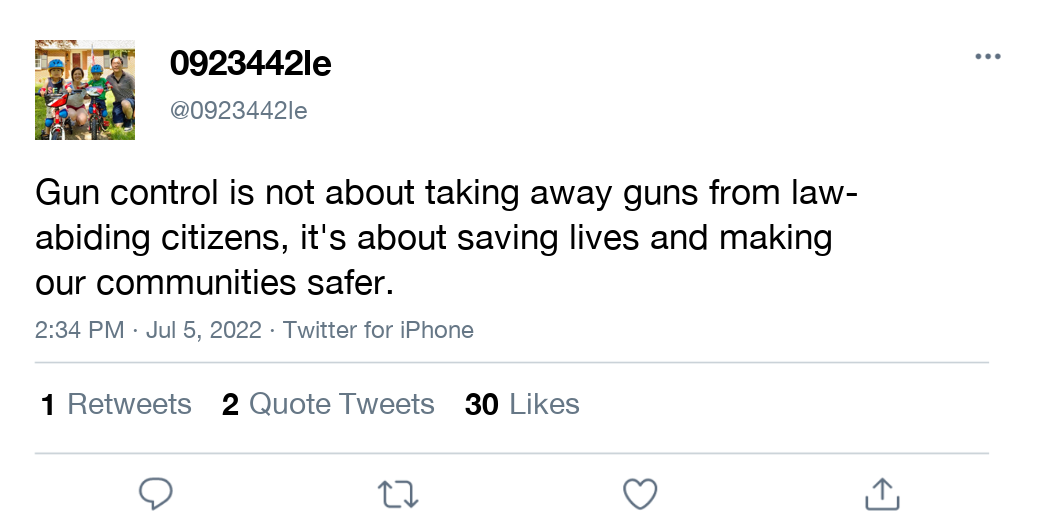 0923442le
@0923442le
Gun control is not about taking away guns from law-
abiding citizens, it's about saving lives and making
our communities safer.
2:34 PM · Jul 5, 2022 · Twitter for iPhone
1 Retweets 2 Quote Tweets 30 Likes